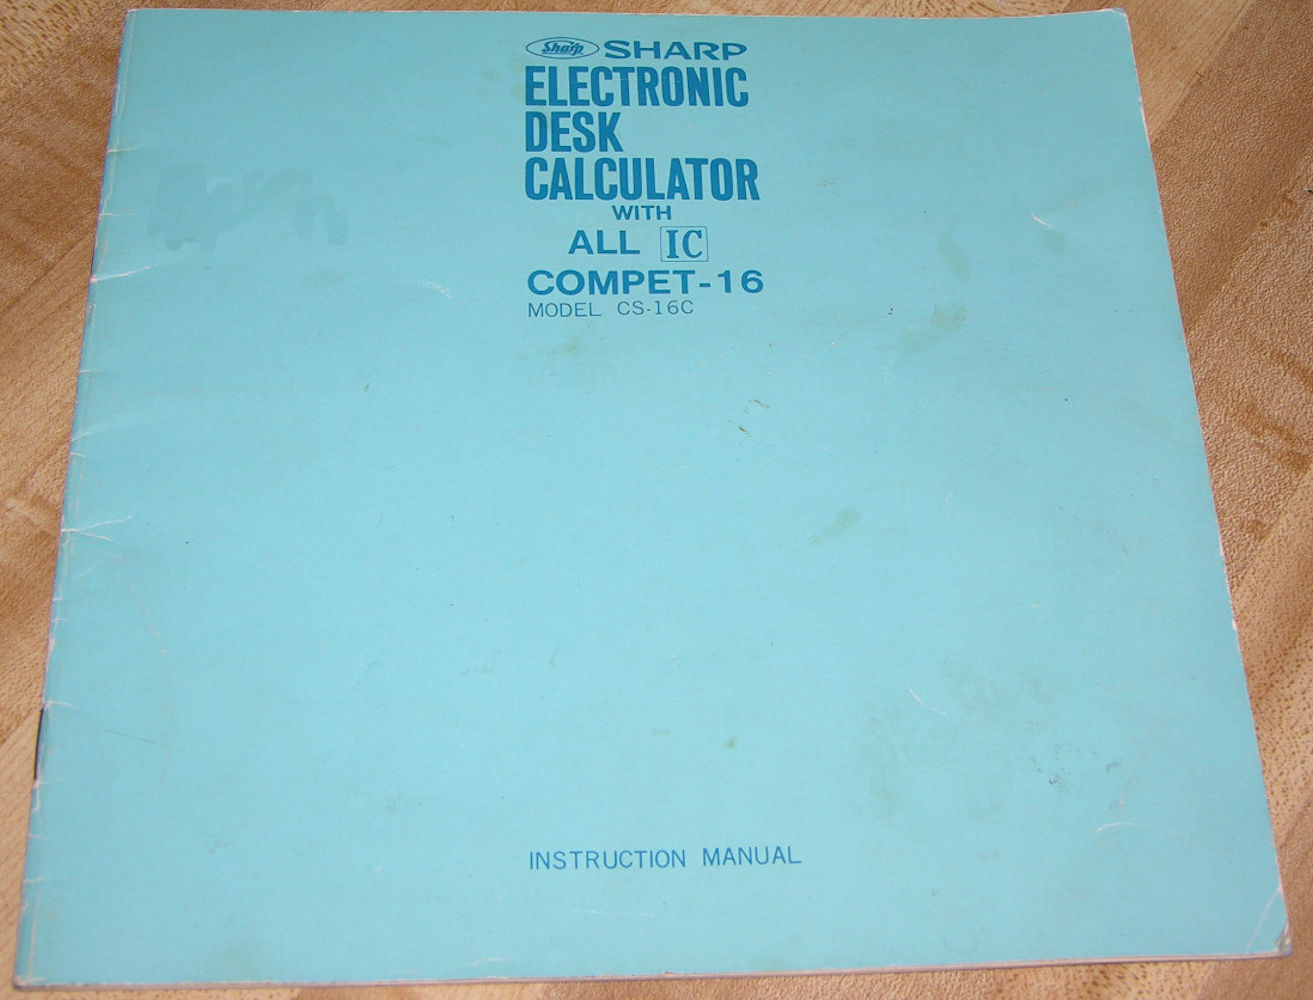 Sharp SHARP
ELECTRONIC
DESK
CALCULATOR
WITH
ALL IC
COMPET-16
MODEL CS-16C
INSTRUCTION MANUAL